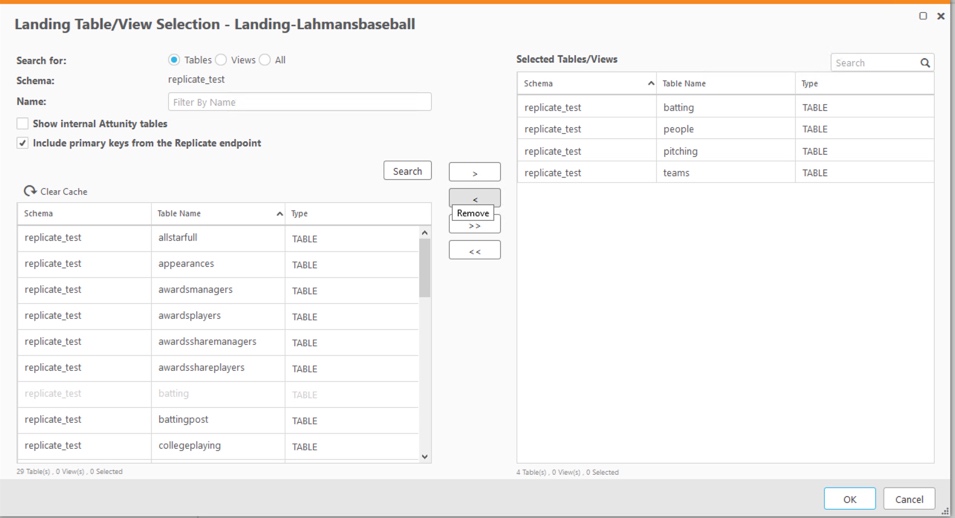 Landing Table/View Selection - Landing-Lahmansbaseball
Search for: Tables Views All
Schema: replicate_test
Name: Filter By Name
Show internal Attunity tables
Include primary keys from the Replicate endpoint
Search
Clear Cache
Schema Table Name Type
replicate_test allstarfull TABLE
replicate_test appearances TABLE
replicate_test awardsmanagers TABLE
replicate_test awardsplayers TABLE
replicate_test awardssharemanagers TABLE
replicate_test awardsshareplayers TABLE
replicate_test batting TABLE
replicate_test battingpost TABLE
replicate_test collegeplaying TABLE
29 Table(s) , 0 View(s) , 0 Selected
>
<
Remove
>>
<<
Selected Tables/Views
Search
Schema Table Name Type
replicate_test batting TABLE
replicate_test people TABLE
replicate_test pitching TABLE
replicate_test teams TABLE
4 Table(s) , 0 View(s) , 0 Selected
OK Cancel